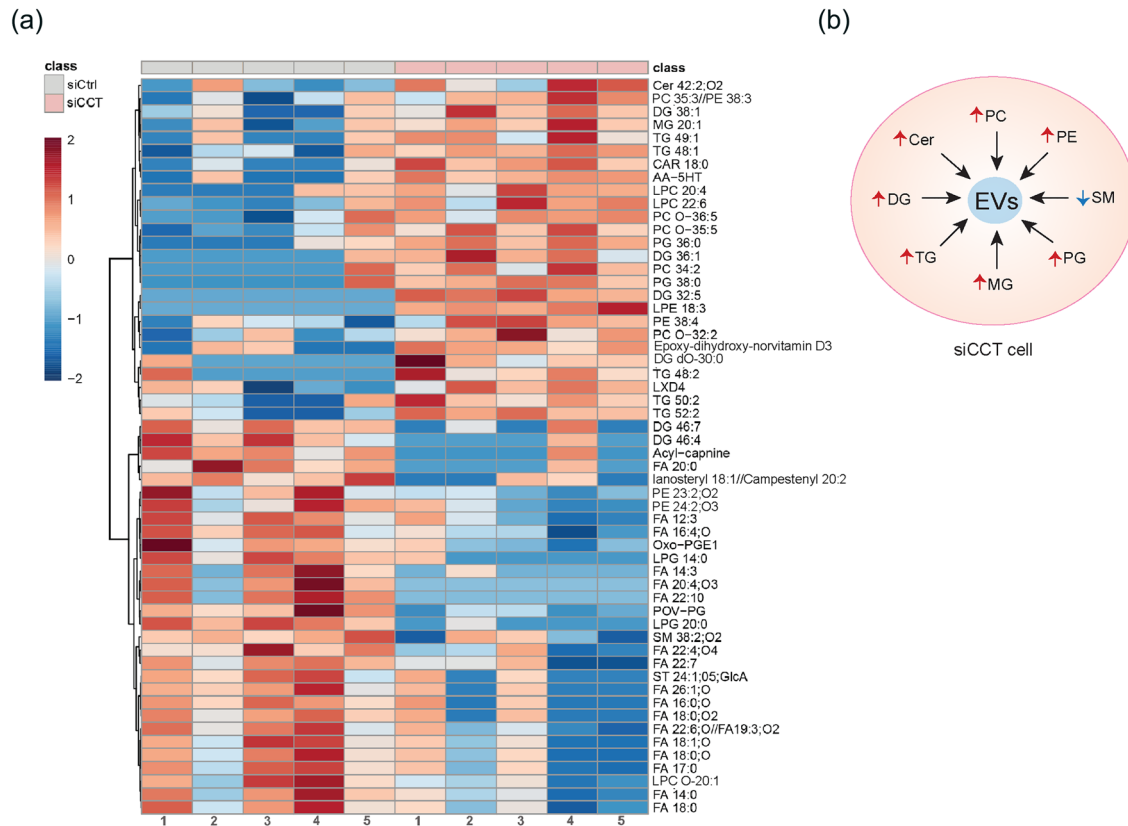 (a)
(b)
class
siCtrl
siCCT
2
1
0
−1
−2
class
Cer 42:2;O2
PC 35:3//PE 38:3
DG 38:1
MG 20:1
TG 49:1
TG 48:1
CAR 18:0
AA−5HT
LPC 20:4
LPC 22:6
PC O−36:5
PC O−35:5
PG 36:0
DG 36:1
PC 34:2
PG 38:0
DG 32:5
LPE 18:3
PE 38:4
PC O−32:2
Epoxy-dihydroxy-norvitamin D3
DG dO-30:0
TG 48:2
LXD4
TG 50:2
TG 52:2
DG 46:7
DG 46:4
Acyl-capnine
FA 20:0
lanosteryl 18:1//Campestenyl 20:2
PE 23:2;O2
PE 24:2;O3
FA 12:3
FA 16:4;O
Oxo−PGE1
LPG 14:0
FA 14:3
FA 20:4;O3
FA 22:10
POV−PG
LPG 20:0
SM 38:2;O2
FA 22:4;O4
FA 22:7
ST 24:1;05;GlcA
FA 26:1;O
FA 16:0;O
FA 18:0;O2
FA 22:6;O//FA19:3;O2
FA 18:1;O
FA 18:0;O
FA 17:0
LPC O-20:1
FA 14:0
FA 18:0
1 2 3 4 5 1 2 3 4 5
PC
Cer
PE
DG
EVs
SM
TG
PG
MG
siCCT cell